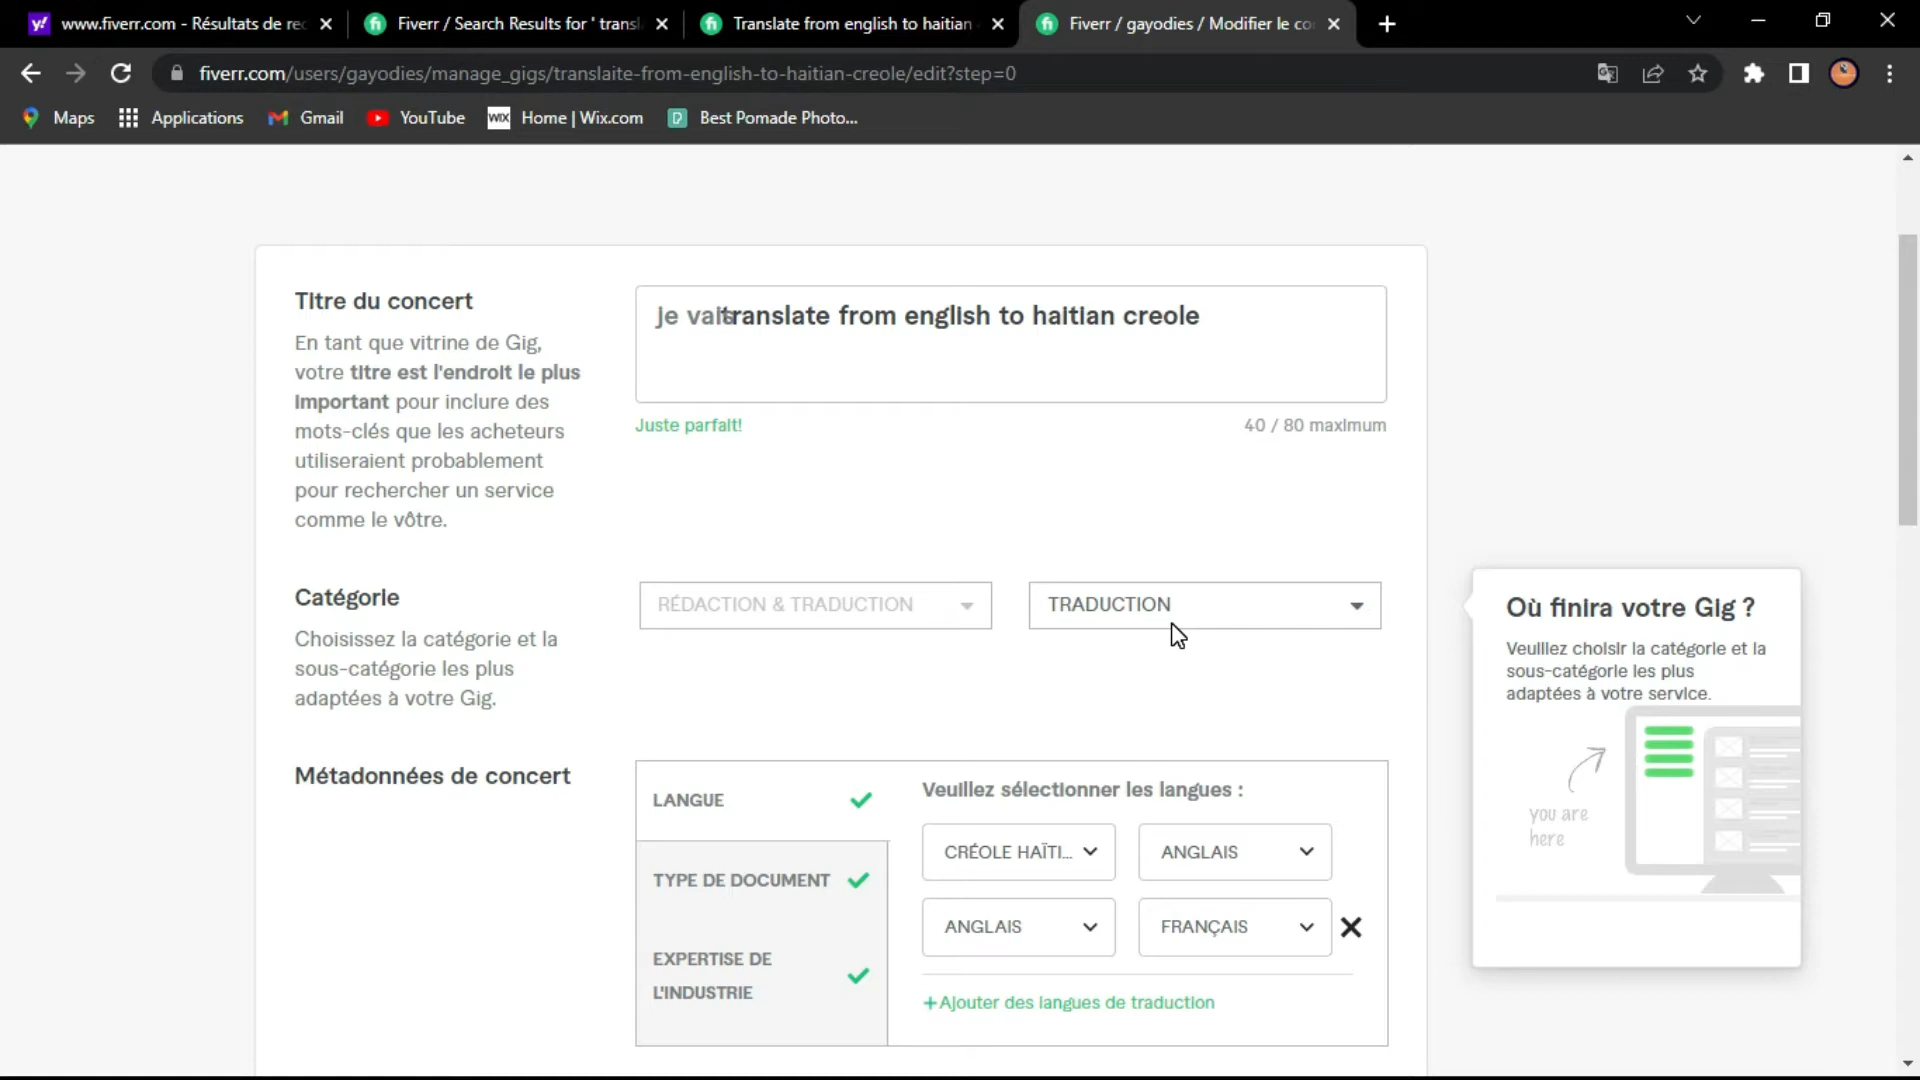 www.fiverr.com - Résultats de rec
Fiverr / Search Results for ' transl
Translate from english to haitian
Fiverr / gayodies / Modifier le co
fiverr.com/users/gayodies/manage_gigs/translaite-from-english-to-haitian-creole/edit?step=0
Maps
Applications
Gmail
YouTube
WIX
Home | Wix.com
Best Pomade Photo...
Titre du concert
En tant que vitrine de Gig,
votre titre est l'endroit le plus
important pour inclure des
mots-clés que les acheteurs
utiliseraient probablement
pour rechercher un service
comme le vôtre.
je vais translate from english to haitian creole
Juste parfait!
40 / 80 maximum
Catégorie
Choisissez la catégorie et la
sous-catégorie les plus
adaptées à votre Gig.
RÉDACTION & TRADUCTION
TRADUCTION
Où finira votre Gig ?
Veuillez choisir la catégorie et la
sous-catégorie les plus
adaptées à votre service.
you are
here
Métadonnées de concert
LANGUE
TYPE DE DOCUMENT
EXPERTISE DE
L'INDUSTRIE
Veuillez sélectionner les langues :
CRÉOLE HAÏTI...
ANGLAIS
ANGLAIS
FRANÇAIS
+Ajouter des langues de traduction